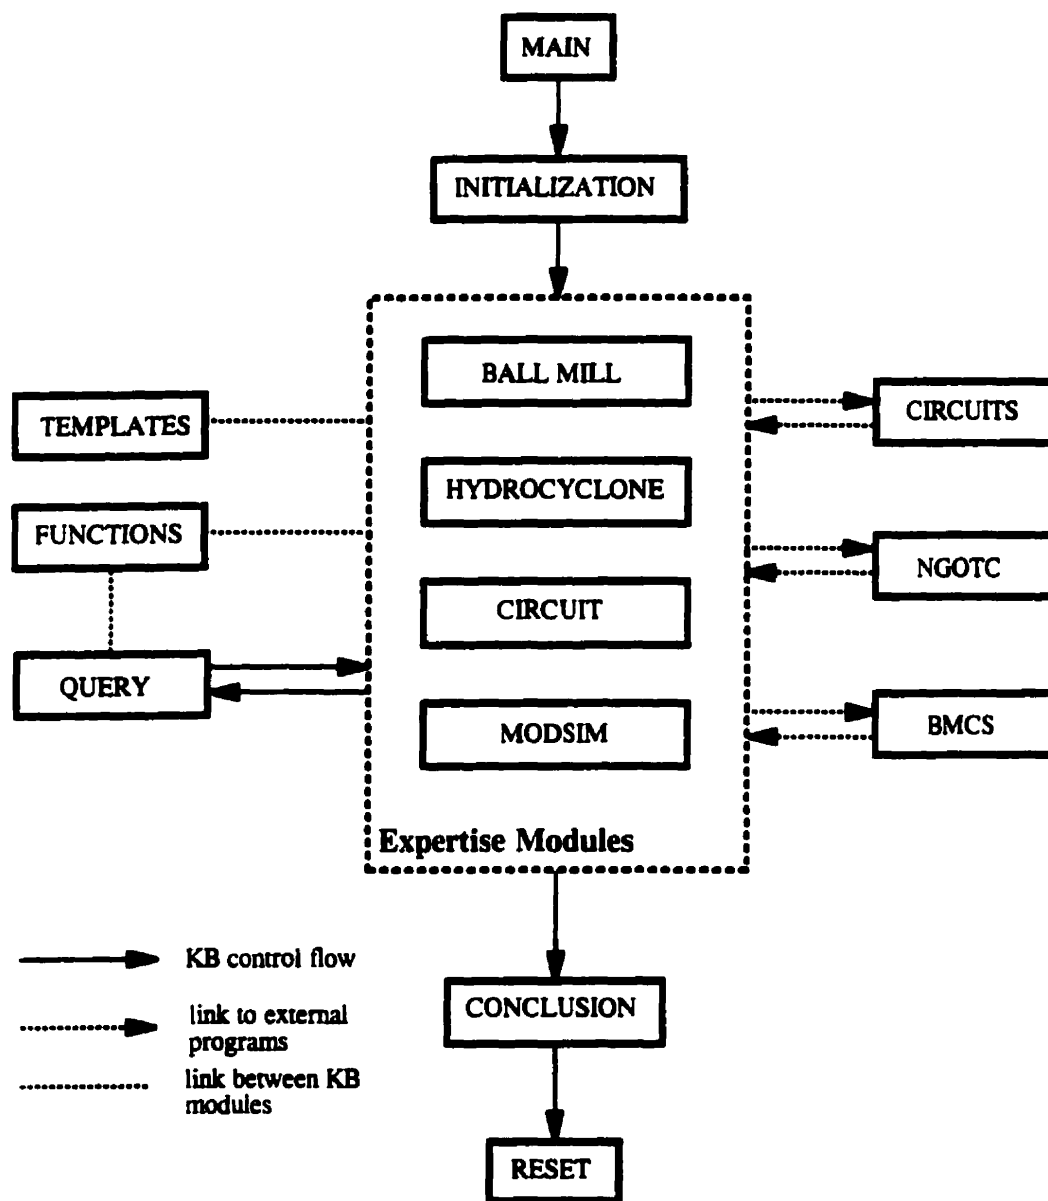 MAIN
INITIALIZATION
BALL MILL
TEMPLATES
CIRCUITS
HYDROCYCLONE
FUNCTIONS
NGOTC
CIRCUIT
QUERY
MODSIM
BMCS
Expertise Modules
KB control flow
link to external
programs
link between KB
modules
CONCLUSION
RESET